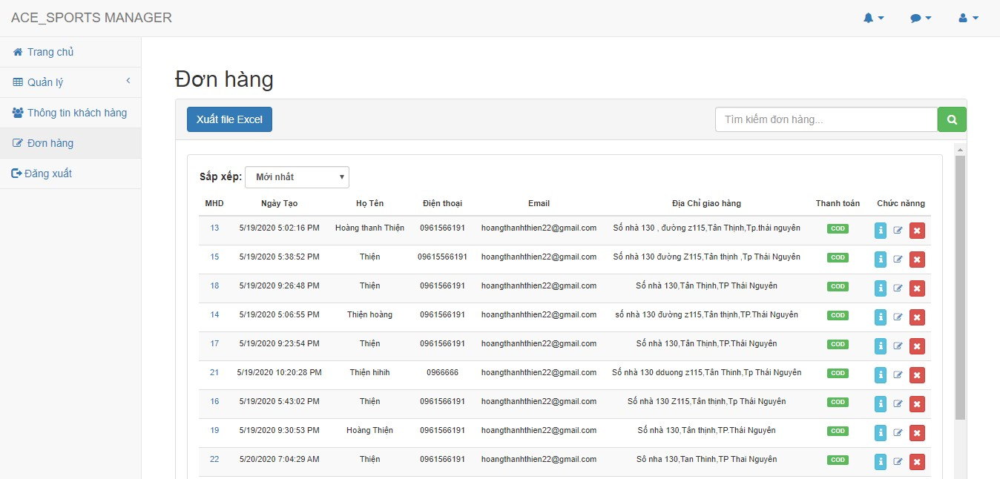 ACE_SPORTS MANAGER
Trang chủ
Quản lý
Thông tin khách hàng
Đơn hàng
Đăng xuất
Đơn hàng
Xuất file Excel
Tìm kiếm đơn hàng...
Sắp xếp: Mới nhất
MHD Ngày Tạo Họ Tên Điện thoại Email Địa Chỉ giao hàng Thanh toán Chức nănng
13 5/19/2020 5:02:16 PM Hoàng thanh Thiện 0961566191 hoangthanhthien22@gmail.com Số nhà 130 , đường z115,Tân Thịnh,Tp.thái nguyên COD
15 5/19/2020 5:38:52 PM Thiện 09615566191 hoangthanhthien22@gmail.com Số nhà 130 đường Z115,Tân thịnh ,Tp Thái Nguyên COD
18 5/19/2020 9:26:48 PM Thiện 0961566191 hoangthanhthien22@gmail.com Số nhà 130,Tân Thịnh,TP Thái Nguyên COD
14 5/19/2020 5:06:55 PM Thiện hoàng 0961566191 hoangthanhthien22@gmail.com số nhà 130 đường z115,Tân thịnh,TP.Thái Nguyên COD
17 5/19/2020 9:23:54 PM Thiện 0961566191 hoangthanhthien22@gmail.com Số nhà 130,Tân Thịnh,TP.Thái Nguyên COD
21 5/19/2020 10:20:28 PM Thiện hihih 0966666 hoangthanhthien22@gmail.com Số nhà 130 dduong z115,Tân Thinh,Tp Thái Nguyên COD
16 5/19/2020 5:43:02 PM Thiện 0961566191 hoangthanhthien22@gmail.com Số nhà 130 Z115,Tân thịnh,Tp Thái Nguyên COD
19 5/19/2020 9:30:53 PM Hoàng Thiện 0961566191 hoangthanhthien22@gmail.com Số nhà 130,Tân thịnh,TP.Thái Nguyên COD
22 5/20/2020 7:04:29 AM Thiện 0961566191 hoangthanhthien22@gmail.com Sô nha 130,Tan Thinh,TP Thai Nguyên COD